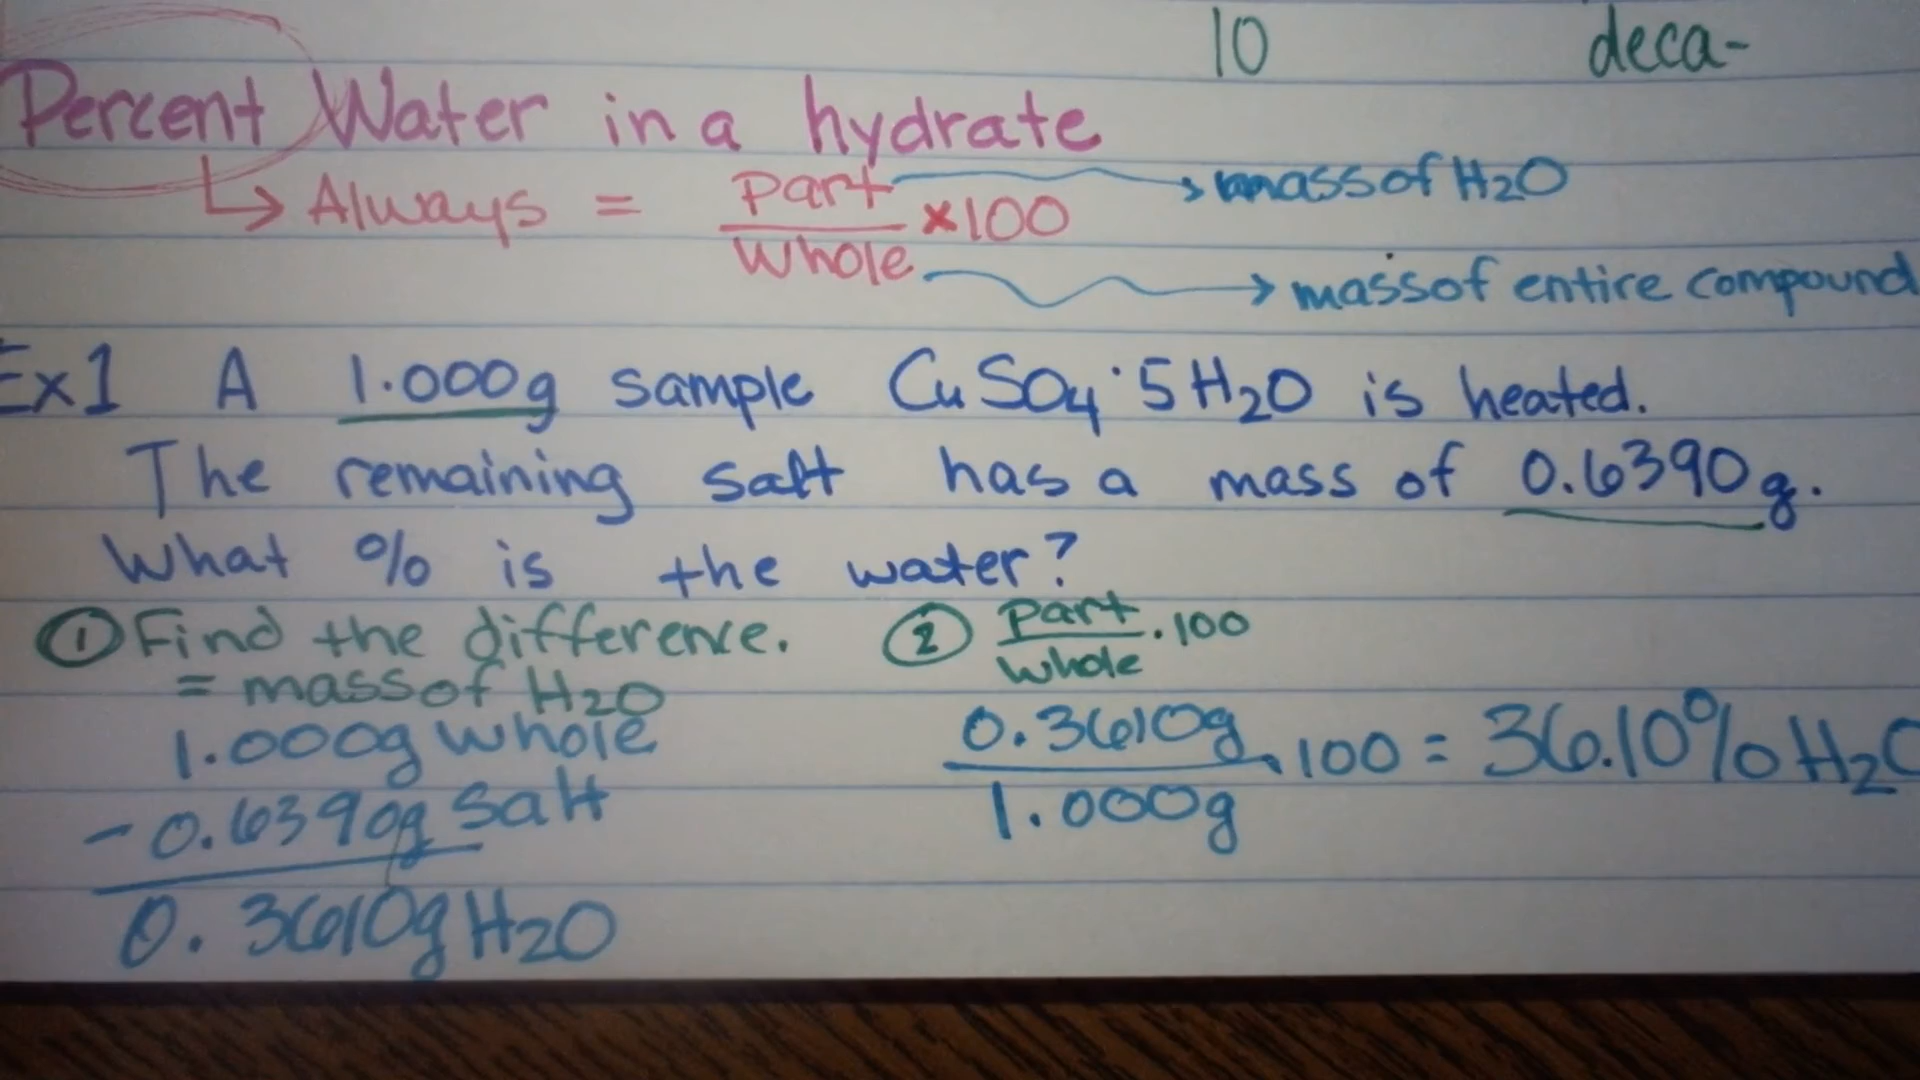 10 deca-
Percent Water in a hydrate
↳ Always = Part/Whole ×100
→ mass of H2O
→ mass of entire compound
Ex1 A 1.000g sample CuSO4·5H2O is heated.
The remaining salt has a mass of 0.6390g.
What % is the water?
① Find the difference.
= mass of H2O
1.000g whole
- 0.6390g salt
0.3610g H2O
② Part/Whole · 100
0.3610g/1.000g · 100 = 36.10% H2O